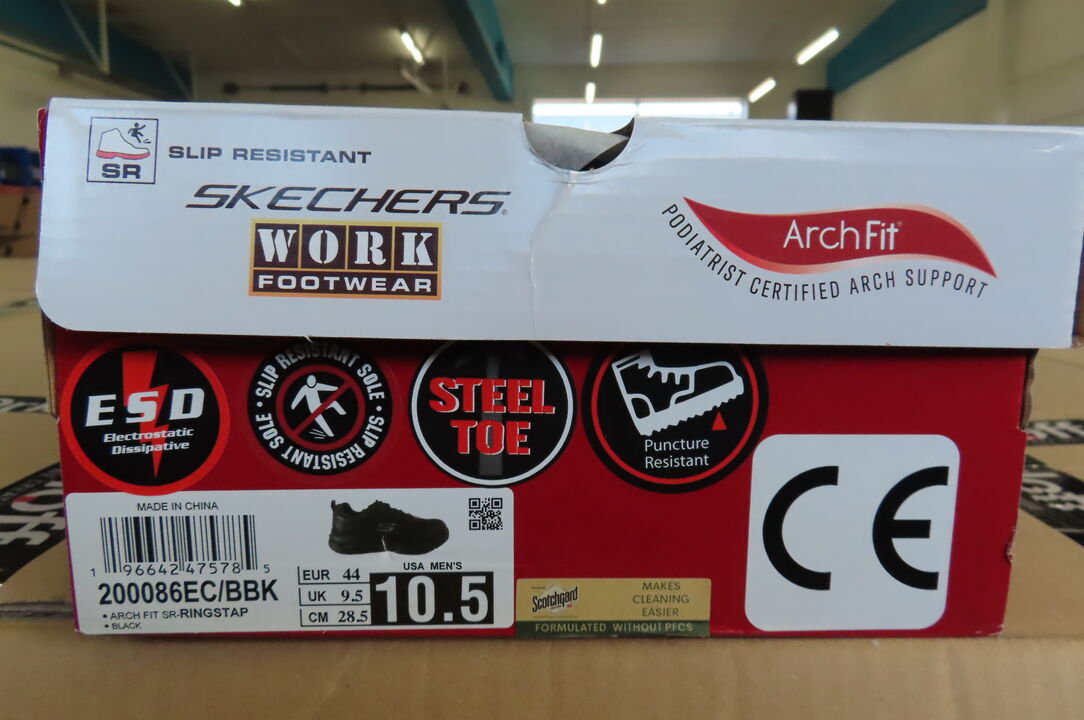 SR
SLIP RESISTANT
SKECHERS®
WORK
FOOTWEAR
ArchFit®
PODIATRIST CERTIFIED ARCH SUPPORT
ESD
Electrostatic
Dissipative
SLIP RESISTANT SOLE • SLIP RESISTANT SOLE •
STEEL
TOE
Puncture
Resistant
CE
MADE IN CHINA
1 96642 47578 5
200086EC/BBK
• ARCH FIT SR-RINGSTAP
• BLACK
EUR 44
UK 9.5
CM 28.5
USA MEN'S
10.5
Scotchgard
MAKES
CLEANING
EASIER
FORMULATED WITHOUT PFCS